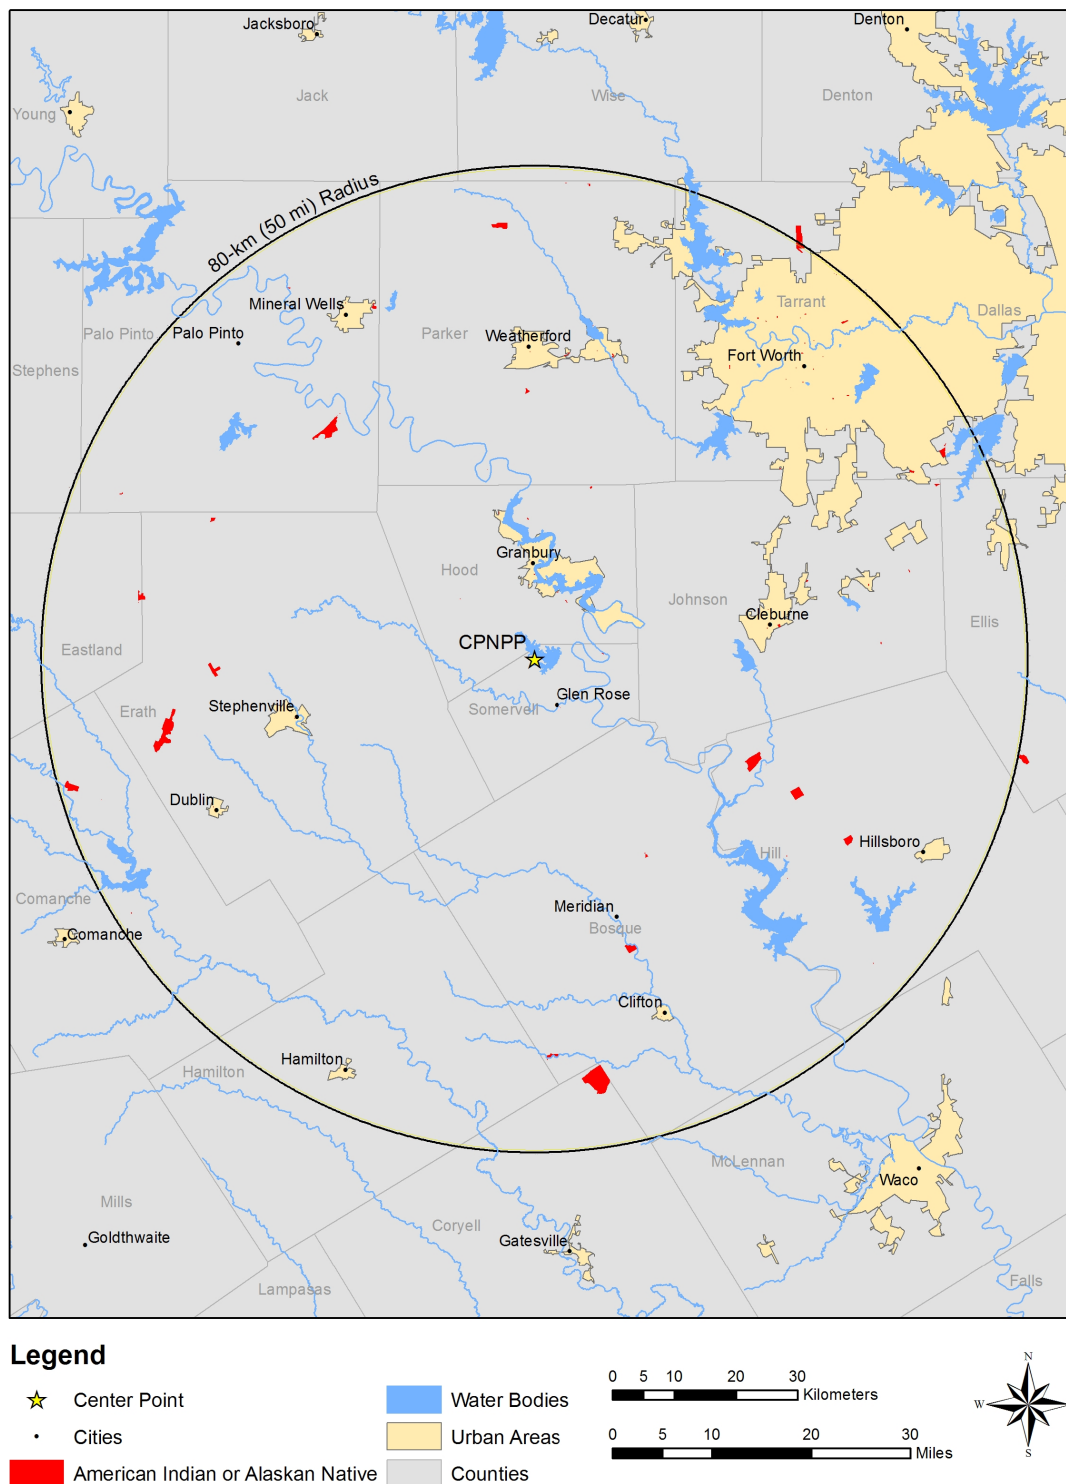 Jacksboro
Decatur
Denton
Jack
Wise
Denton
Young
80-km (50 mi) Radius
Mineral Wells
Tarrant
Dallas
Palo Pinto
Palo Pinto
Parker
Weatherford
Stephens
Fort Worth
Granbury
Hood
Johnson
Cleburne
Ellis
CPNPP
Eastland
Glen Rose
Erath
Stephenville
Somervell
Dublin
Hillsboro
Hill
Comanche
Meridian
Bosque
Comanche
Clifton
Hamilton
Hamilton
McLennan
Waco
Mills
Goldthwaite
Coryell
Gatesville
Lampasas
Falls
Legend
Center Point
Cities
American Indian or Alaskan Native
Water Bodies
Urban Areas
Counties
0 5 10 20 30
Kilometers
0 5 10 20 30
Miles
N
W
E
S